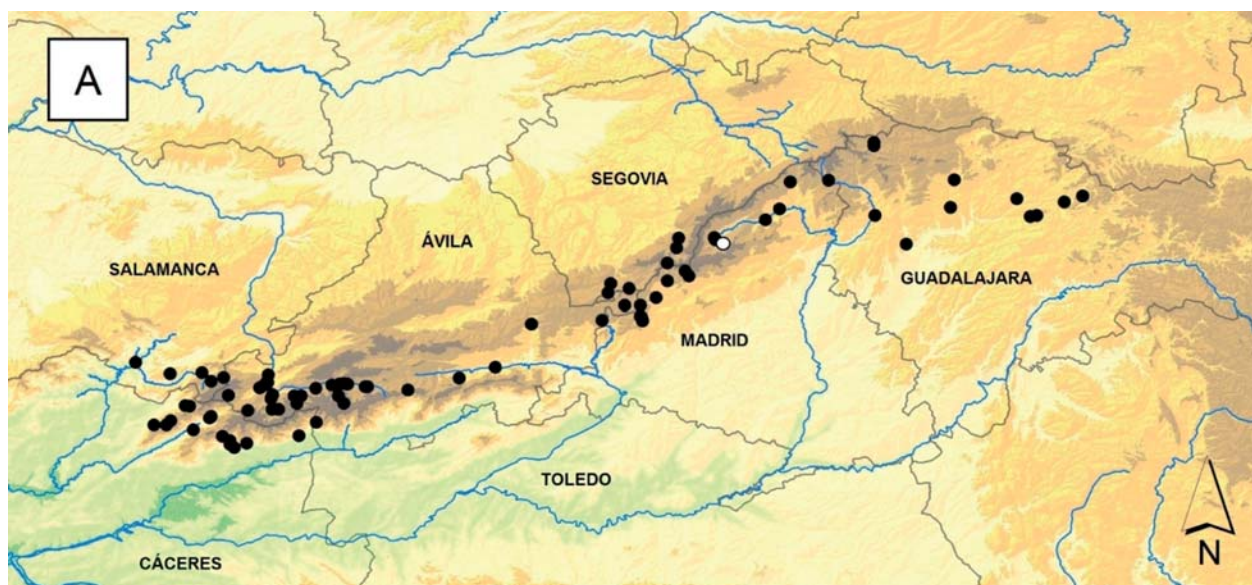 A
SEGOVIA
ÁVILA
SALAMANCA
GUADALAJARA
MADRID
TOLEDO
CÁCERES
N